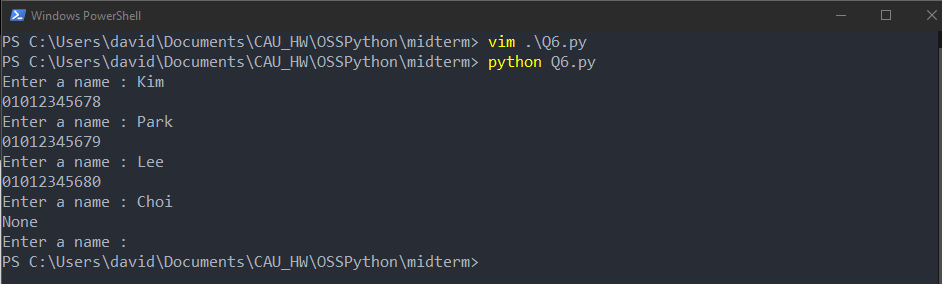 Windows PowerShell
PS C:\Users\david\Documents\CAU_HW\OSSPython\midterm> vim .\Q6.py
PS C:\Users\david\Documents\CAU_HW\OSSPython\midterm> python Q6.py
Enter a name : Kim
01012345678
Enter a name : Park
01012345679
Enter a name : Lee
01012345680
Enter a name : Choi
None
Enter a name :
PS C:\Users\david\Documents\CAU_HW\OSSPython\midterm>